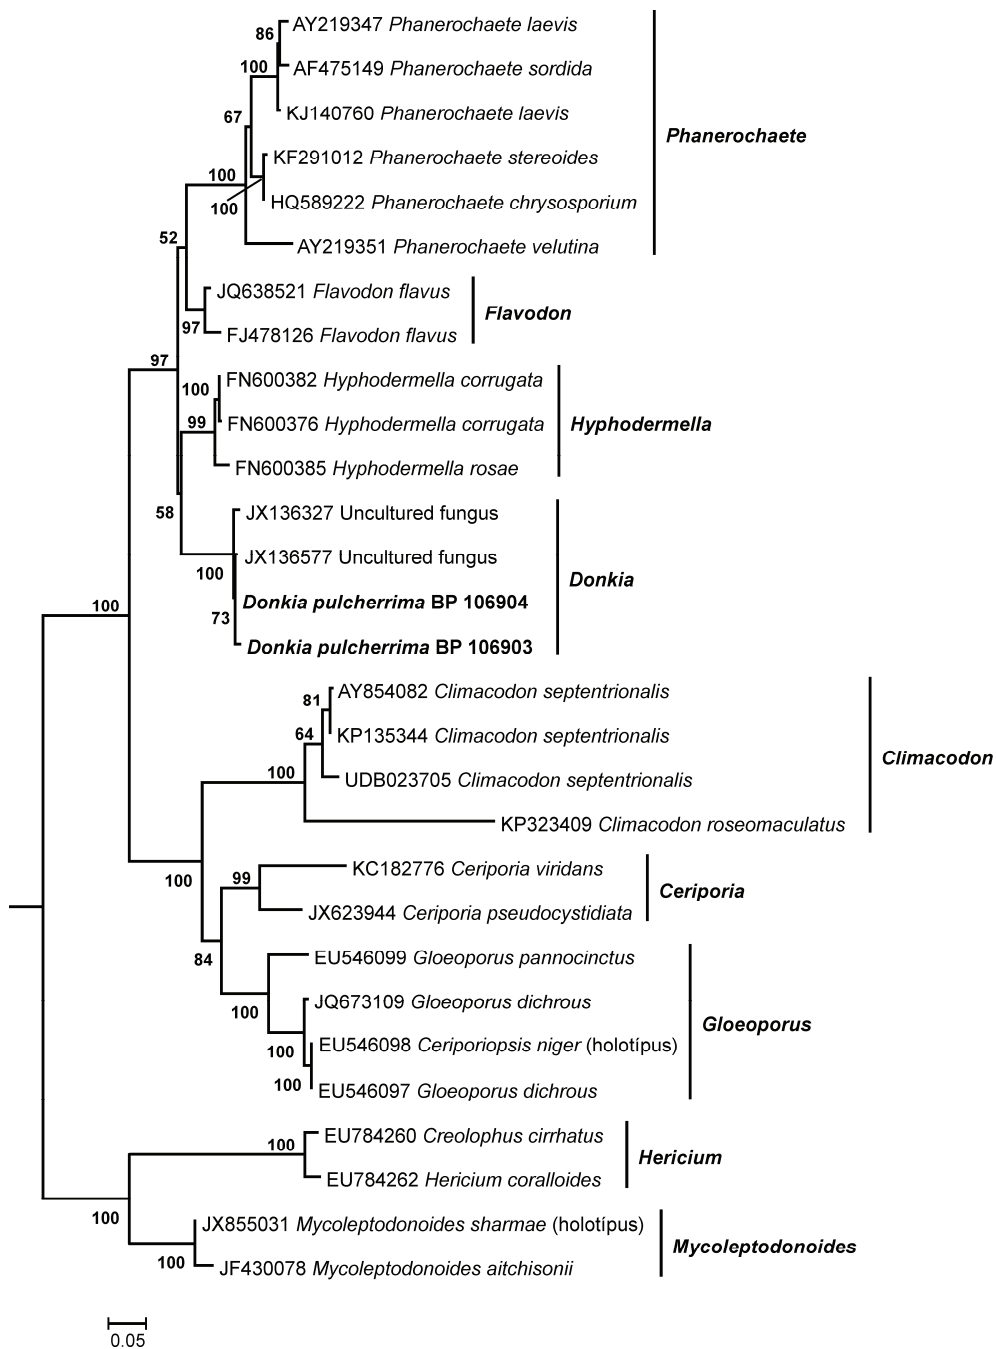 86
AY219347 Phanerochaete laevis
100
AF475149 Phanerochaete sordida
67
KJ140760 Phanerochaete laevis
Phanerochaete
KF291012 Phanerochaete stereoides
100
100
HQ589222 Phanerochaete chrysosporium
52
AY219351 Phanerochaete velutina
JQ638521 Flavodon flavus
Flavodon
97
FJ478126 Flavodon flavus
97
100
FN600382 Hyphodermella corrugata
99
FN600376 Hyphodermella corrugata
Hyphodermella
FN600385 Hyphodermella rosae
58
JX136327 Uncultured fungus
JX136577 Uncultured fungus
100
Donkia
100
Donkia pulcherrima BP 106904
73
Donkia pulcherrima BP 106903
81
AY854082 Climacodon septentrionalis
64
KP135344 Climacodon septentrionalis
Climacodon
100
UDB023705 Climacodon septentrionalis
KP323409 Climacodon roseomaculatus
100
99
KC182776 Ceriporia viridans
Ceriporia
JX623944 Ceriporia pseudocystidiata
84
EU546099 Gloeoporus pannocinctus
100
JQ673109 Gloeoporus dichrous
Gloeoporus
100
EU546098 Ceriporiopsis niger (holotípus)
100
EU546097 Gloeoporus dichrous
100
EU784260 Creolophus cirrhatus
Hericium
EU784262 Hericium coralloides
100
JX855031 Mycoleptodonoides sharmae (holotípus)
Mycoleptodonoides
100
JF430078 Mycoleptodonoides aitchisonii
0.05